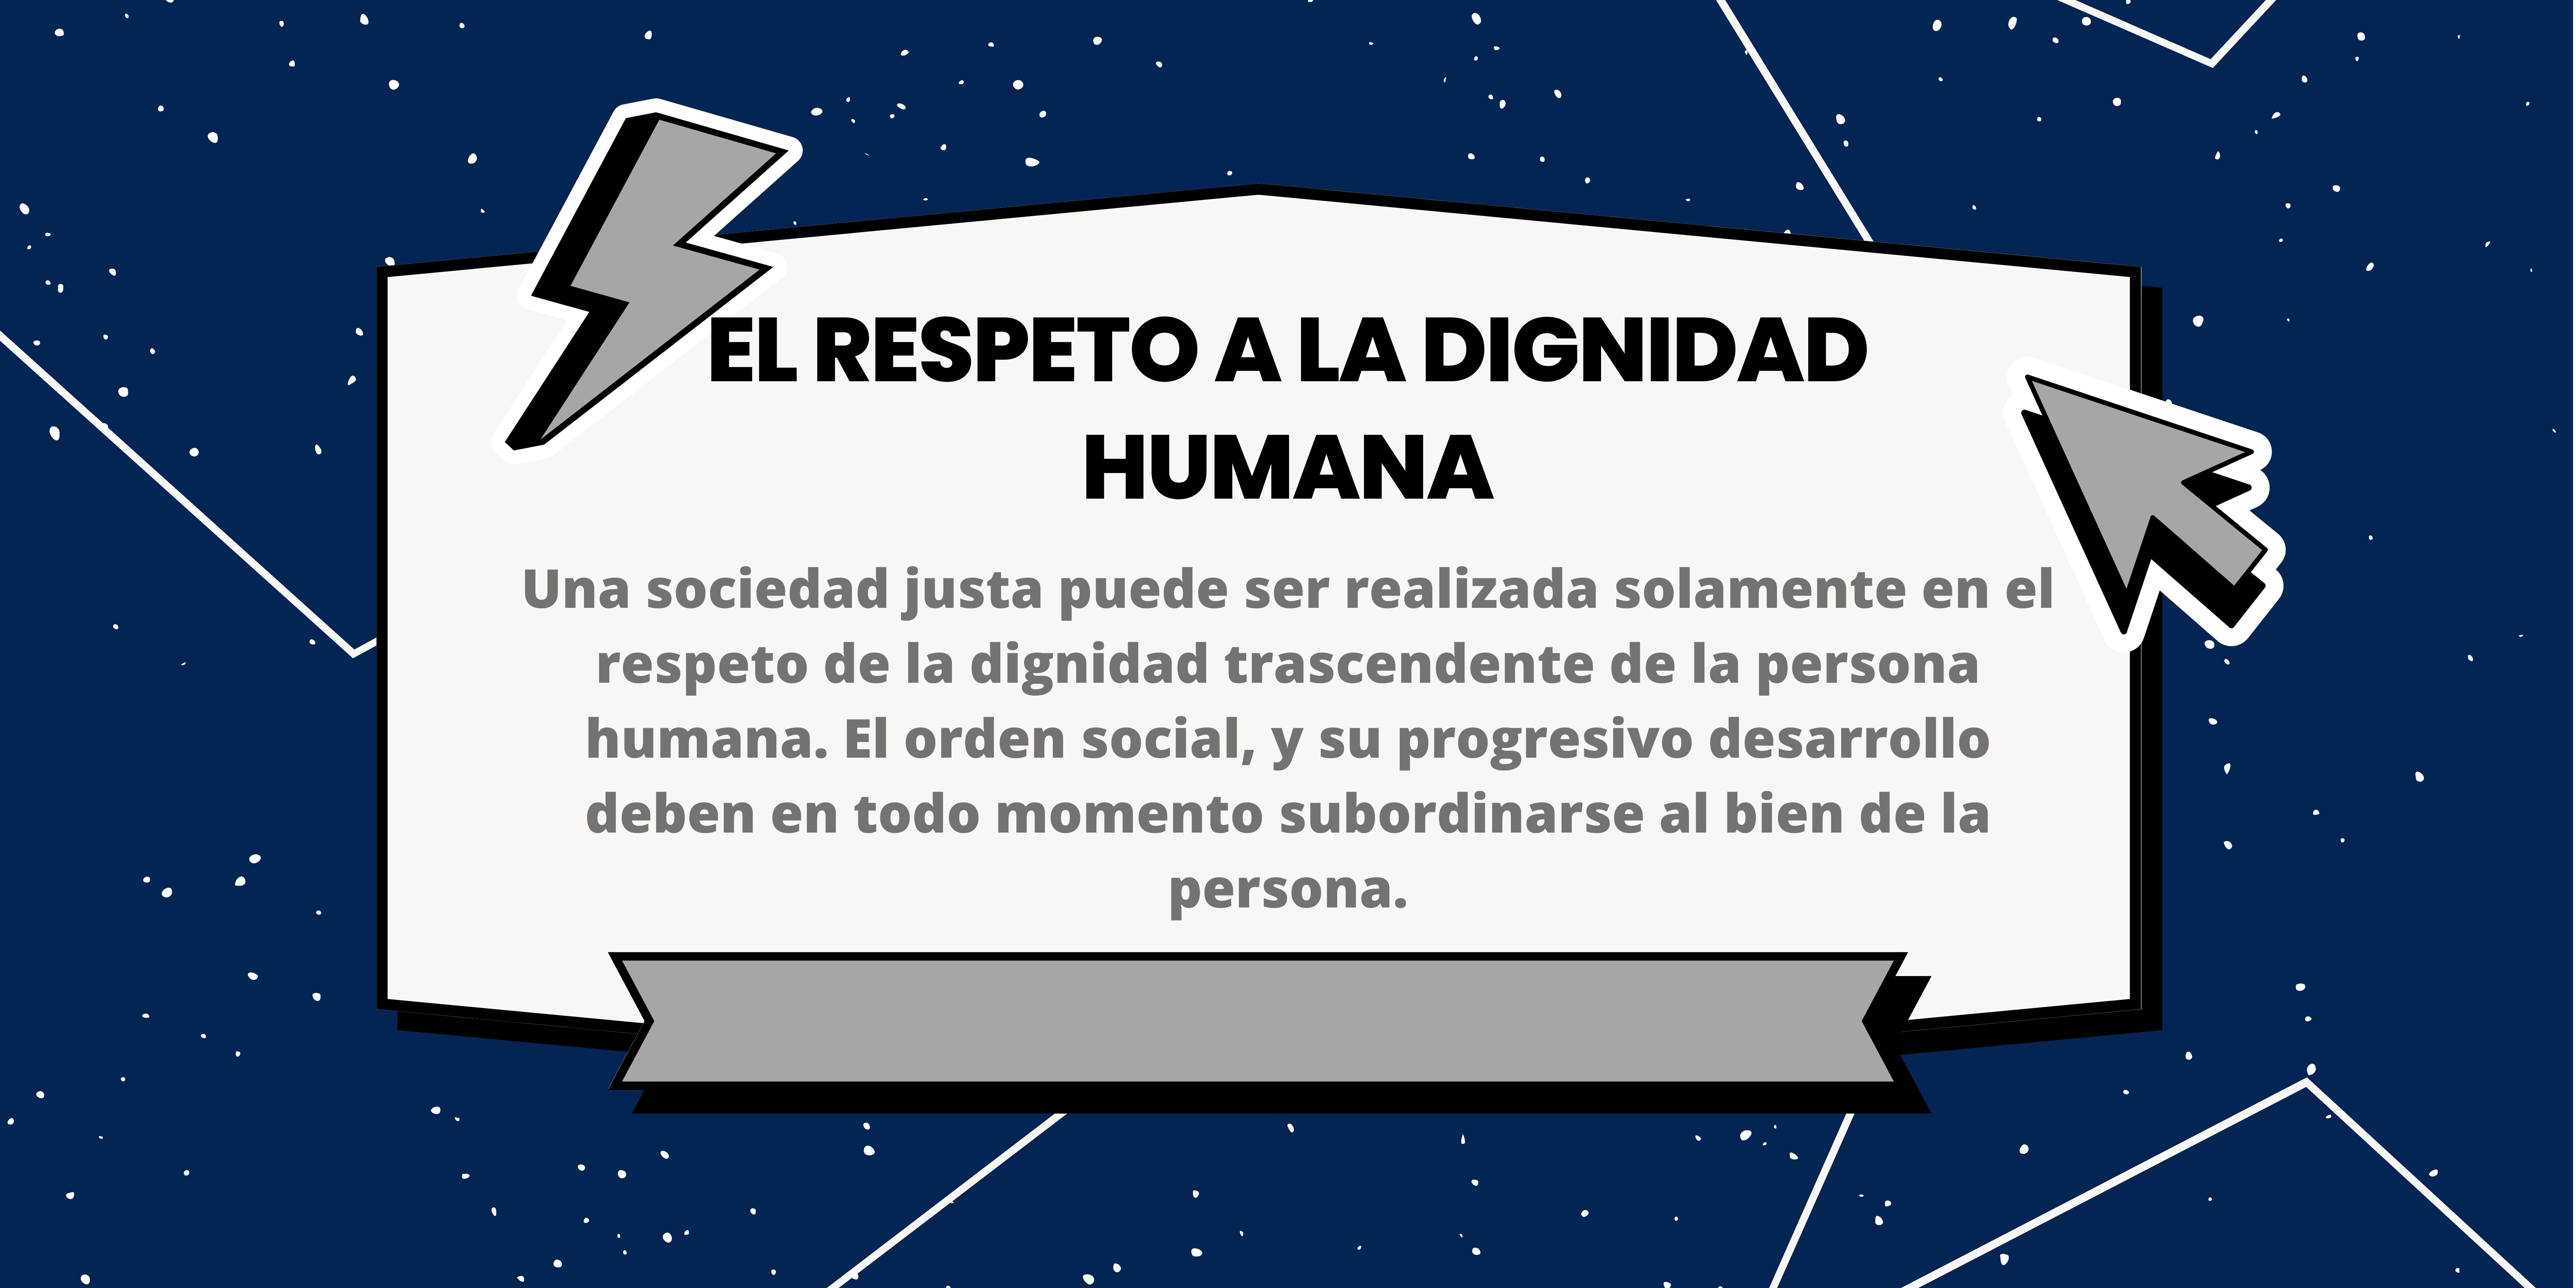 EL RESPETO A LA DIGNIDAD
HUMANA
Una sociedad justa puede ser realizada solamente en el
respeto de la dignidad trascendente de la persona
humana. El orden social, y su progresivo desarrollo
deben en todo momento subordinarse al bien de la
persona.